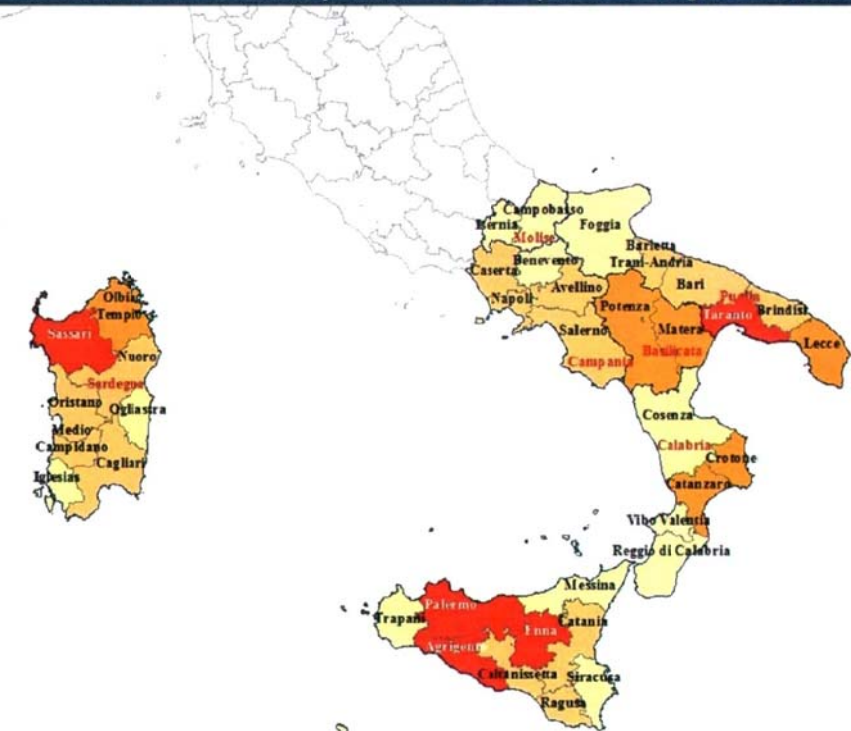 Campobasso
Isernia
Foggia
Molise
Barletta
Benevento
Trani-Andria
Caserta
Avellino
Bari
Napoli
Puglia
Potenza
Taranto
Brindisi
Salerno
Matera
Lecce
Campania
Basilicata
Olbia
Tempio
Sassari
Nuoro
Sardegna
Oristano
Ogliastra
Medio
Campidano
Cagliari
Iglesias
Cosenza
Calabria
Crotone
Catanzaro
Vibo Valentia
Reggio di Calabria
Messina
Palermo
Trapani
Enna
Catania
Agrigento
Caltanissetta
Siracusa
Ragusa